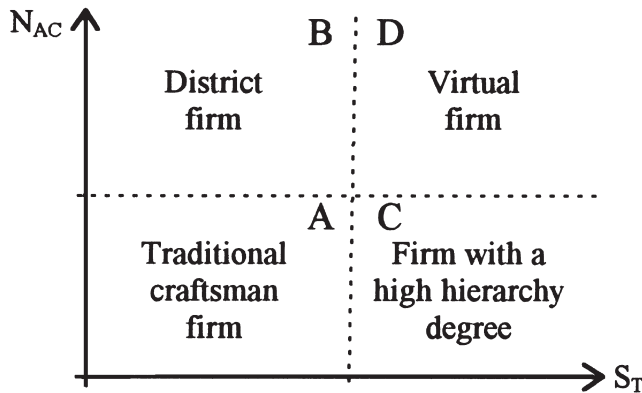 N_AC
B D
District
firm
Virtual
firm
A C
Traditional
craftsman
firm
Firm with a
high hierarchy
degree
S_T